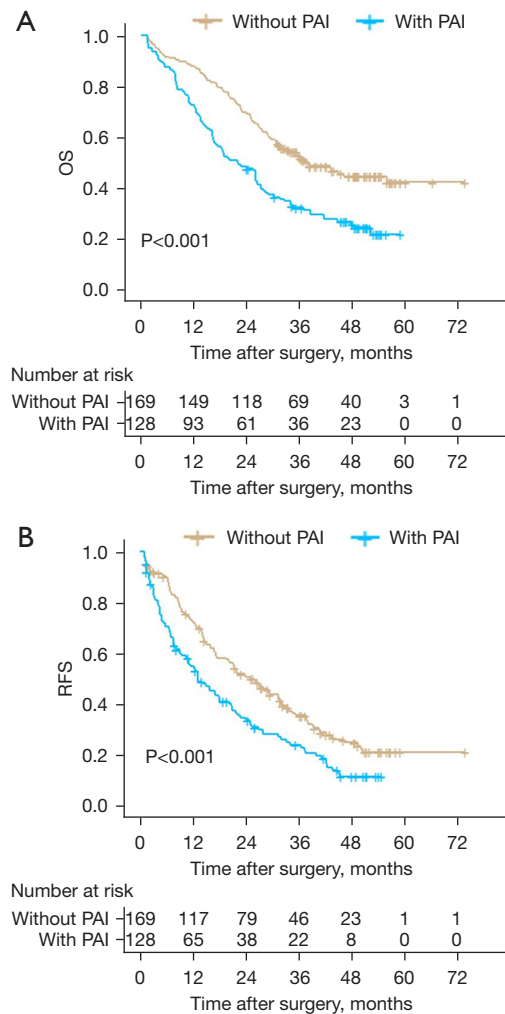 A
Without PAI With PAI
1.0
0.8
0.6
0.4
0.2
0.0
OS
P<0.001
0 12 24 36 48 60 72
Time after surgery, months
Number at risk
Without PAI 169 149 118 69 40 3 1
With PAI 128 93 61 36 23 0 0
0 12 24 36 48 60 72
Time after surgery, months
B
Without PAI With PAI
1.0
0.8
0.6
0.4
0.2
0.0
RFS
P<0.001
0 12 24 36 48 60 72
Time after surgery, months
Number at risk
Without PAI 169 117 79 46 23 1 1
With PAI 128 65 38 22 8 0 0
0 12 24 36 48 60 72
Time after surgery, months